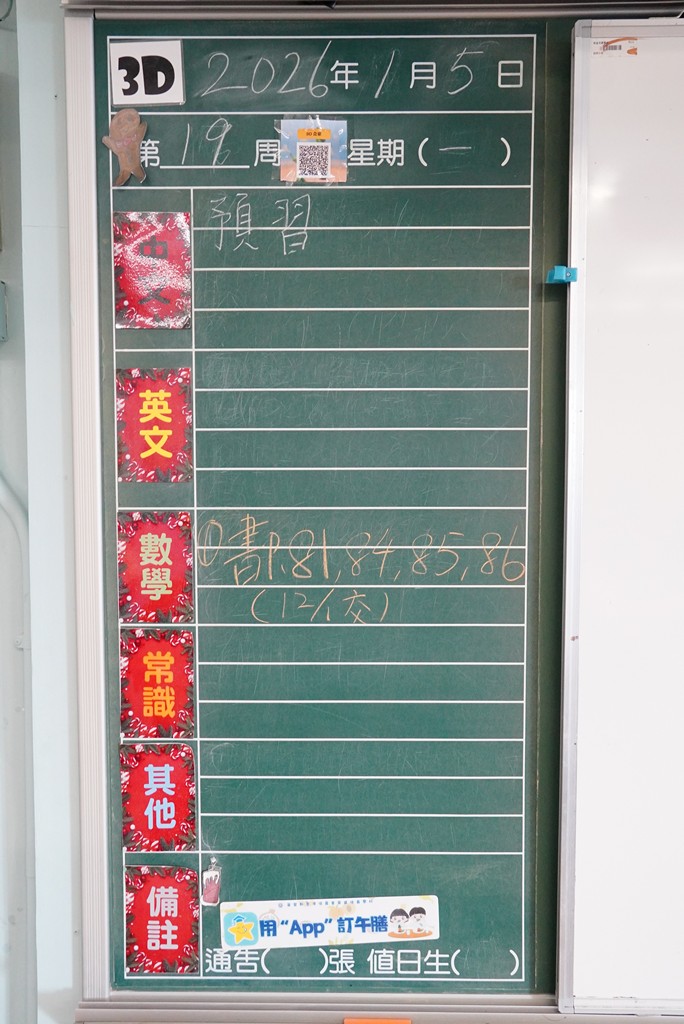 3D 2026年1月5日
第19周 星期(一)
中文 預習
英文
數學 ①書P.81, 84, 85, 86
(12/1交)
常識
其他
備註
用“App”訂午膳
通告( )張 值日生( )